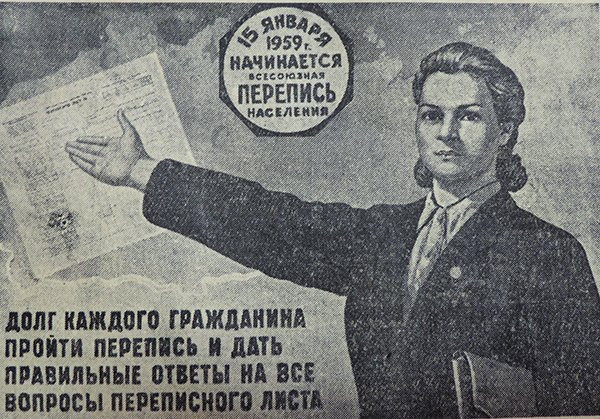 15 ЯНВАРЯ
1959 г.
НАЧИНАЕТСЯ
ВСЕСОЮЗНАЯ
ПЕРЕПИСЬ
НАСЕЛЕНИЯ
ДОЛГ КАЖДОГО ГРАЖДАНИНА
ПРОЙТИ ПЕРЕПИСЬ И ДАТЬ
ПРАВИЛЬНЫЕ ОТВЕТЫ НА ВСЕ
ВОПРОСЫ ПЕРЕПИСНОГО ЛИСТА